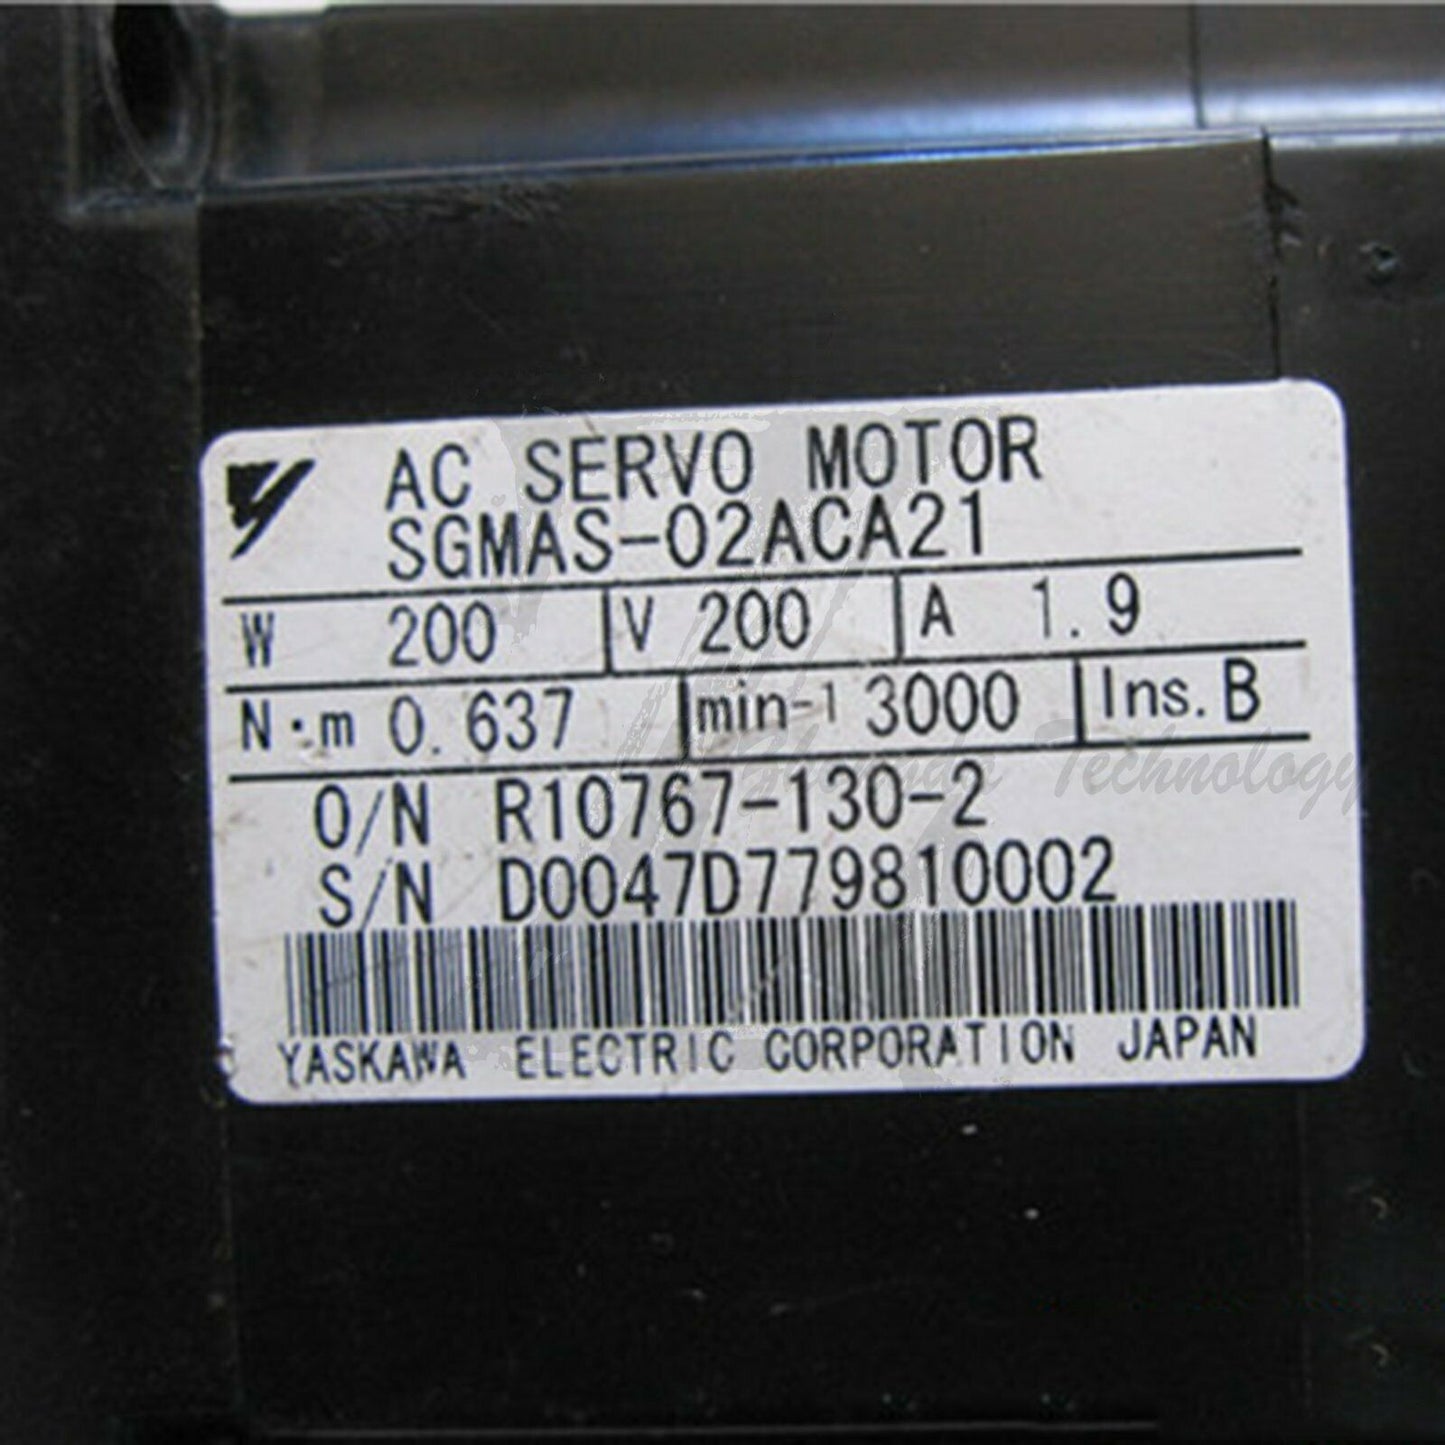 AC SERVO MOTOR
SGMAS-02ACA21
W 200 V 200 A 1.9
N·m 0.637 min-1 3000 Ins. B
O/N R10767-130-2
S/N D0047D779810002
YASKAWA ELECTRIC CORPORATION JAPAN
Technology